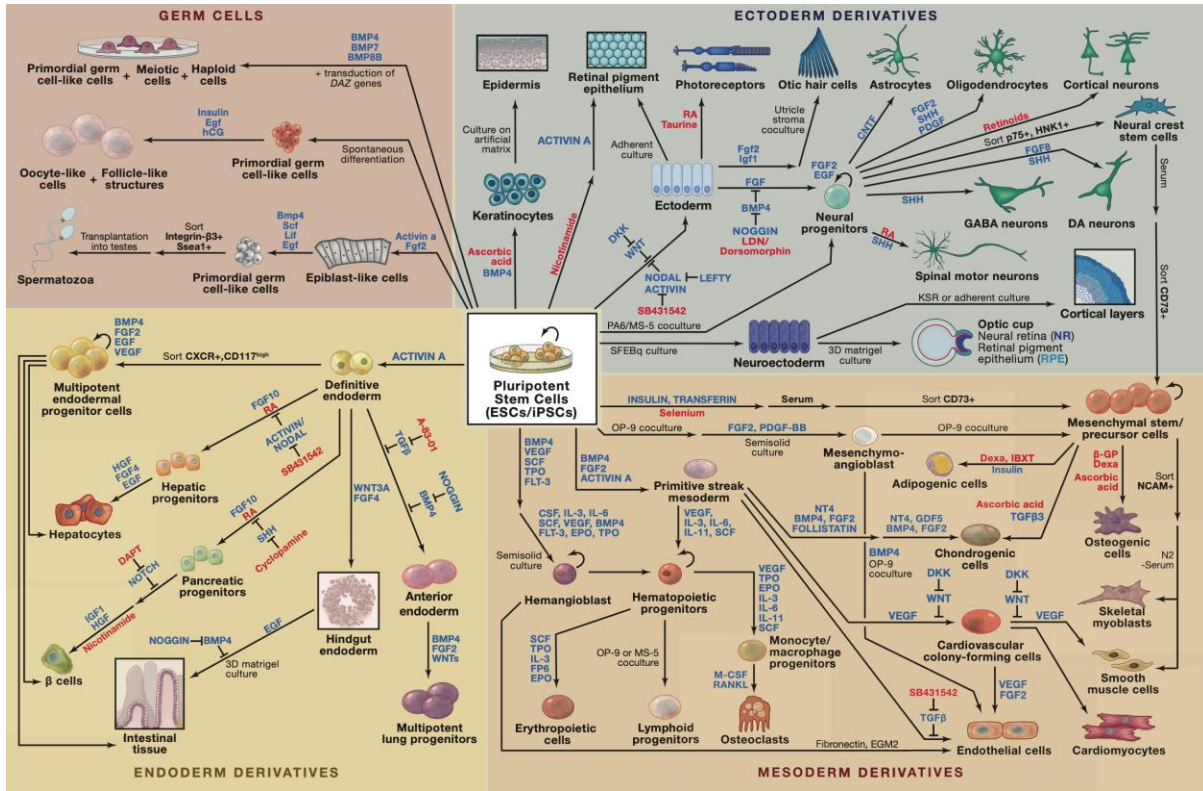 GERM CELLS
BMP4
BMP7
BMP8B
+ transduction of
DAZ genes
Primordial germ
cell-like cells
+
Meiotic
cells
+
Haploid
cells
Insulin
Egf
hCG
Spontaneous
differentiation
Primordial germ
cell-like cells
Oocyte-like
cells
+
Follicle-like
structures
Transplantation
into testes
Sort
Integrin-β3+
Ssea1+
Bmp4
Scf
Lif
Egf
Activin a
Fgf2
Spermatozoa
Primordial germ
cell-like cells
Epiblast-like cells
ECTODERM DERIVATIVES
Epidermis
Retinal pigment
epithelium
Photoreceptors
Otic hair cells
Astrocytes
Oligodendrocytes
Cortical neurons
Culture on
artificial
matrix
ACTIVIN A
Adherent
culture
RA
Taurine
Utricle
stroma
coculture
CNTF
FGF2
SHH
PDGF
Retinoids
Sort p75+, HNK1+
Neural crest
stem cells
Keratinocytes
Ectoderm
Fgf2
Igf1
FGF
BMP4
NOGGIN
LDN/
Dorsomorphin
FGF2
EGF
Neural
progenitors
FGF8
SHH
SHH
GABA neurons
DA neurons
Serum
Ascorbic
acid
BMP4
Nicotinamide
DKK
WNT
NODAL
ACTIVIN
LEFTY
SB431542
RA
SHH
Spinal motor neurons
Sort CD73+
PA6/MS-5 coculture
SFEBq culture
Neuroectoderm
KSR or adherent culture
Cortical layers
3D matrigel
culture
Optic cup
Neural retina (NR)
Retinal pigment
epithelium (RPE)
Pluripotent
Stem Cells
(ESCs/iPSCs)
BMP4
FGF2
EGF
VEGF
Sort CXCR+,CD117high
ACTIVIN A
Multipotent
endodermal
progenitor cells
Definitive
endoderm
FGF10
RA
ACTIVIN/
NODAL
SB431542
A-83-01
TGFβ
HGF
FGF4
EGF
Hepatic
progenitors
Hepatocytes
FGF10
RA
SHH
Cyclopamine
WNT3A
FGF4
NOGGIN
BMP4
DAPT
NOTCH
Pancreatic
progenitors
IGF1
HGF
Nicotinamide
β cells
NOGGIN
BMP4
3D matrigel
culture
EGF
Hindgut
endoderm
Anterior
endoderm
BMP4
FGF2
WNTs
Intestinal
tissue
Multipotent
lung progenitors
ENDODERM DERIVATIVES
INSULIN, TRANSFERIN
Selenium
Serum
Sort CD73+
Mesenchymal stem/
precursor cells
OP-9 coculture
FGF2, PDGF-BB
Semisolid
culture
Mesenchymo-
angioblast
OP-9 coculture
BMP4
VEGF
SCF
TPO
FLT-3
BMP4
FGF2
ACTIVIN A
Primitive streak
mesoderm
Dexa, IBXT
Insulin
Adipogenic cells
β-GP
Dexa
Ascorbic
acid
Sort
NCAM+
CSF, IL-3, IL-6
SCF, VEGF, BMP4
FLT-3, EPO, TPO
VEGF,
IL-3, IL-6,
IL-11, SCF
NT4
BMP4, FGF2
FOLLISTATIN
NT4, GDF5
BMP4, FGF2
Ascorbic acid
TGFβ3
Chondrogenic
cells
Osteogenic
cells
Semisolid
culture
Hemangioblast
Hematopoietic
progenitors
VEGF
TPO
EPO
IL-3
IL-6
IL-11
SCF
BMP4
OP-9
coculture
DKK
WNT
DKK
WNT
VEGF
VEGF
N2
-Serum
Skeletal
myoblasts
Cardiovascular
colony-forming cells
Smooth
muscle cells
SCF
TPO
IL-3
FP6
EPO
OP-9 or MS-5
coculture
Monocyte/
macrophage
progenitors
M-CSF
RANKL
SB431542
TGFβ
VEGF
FGF2
Erythropoietic
cells
Lymphoid
progenitors
Osteoclasts
Fibronectin, EGM2
Endothelial cells
Cardiomyocytes
MESODERM DERIVATIVES